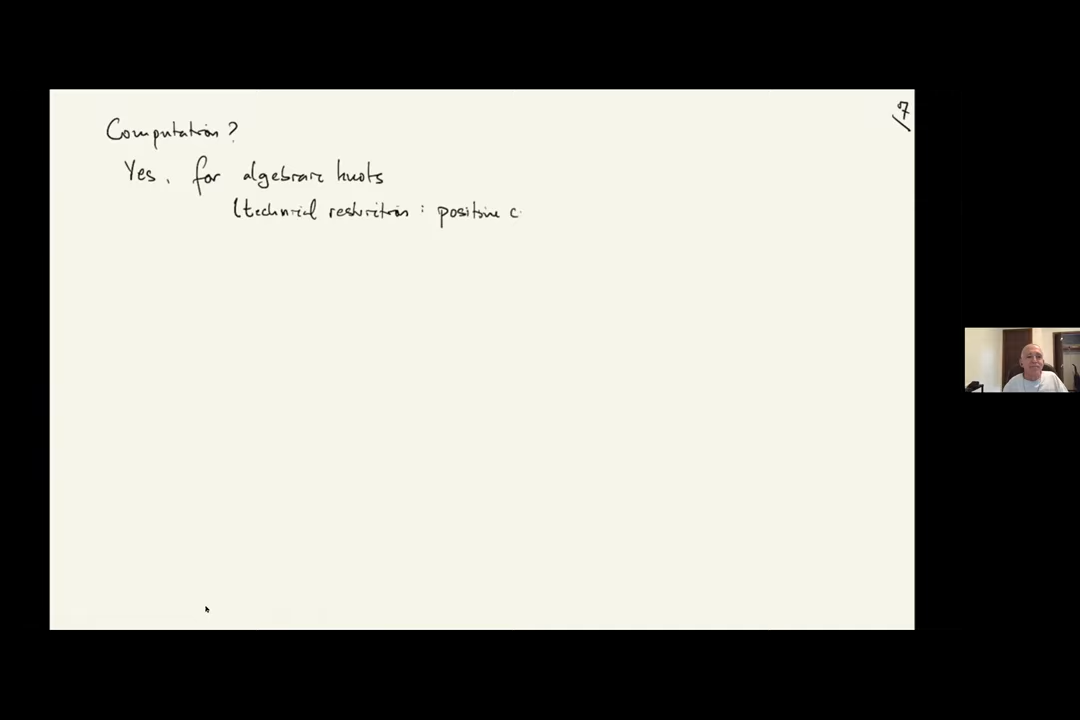 7
Computation?
Yes, for algebraic knots
(technical restriction : positive c